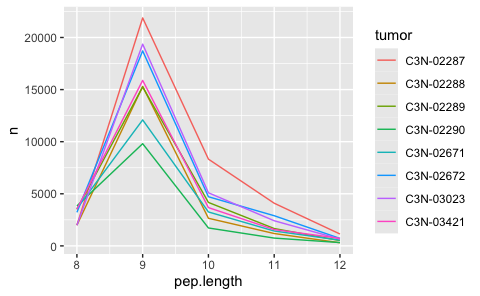 n
20000
15000
10000
5000
0
8 9 10 11 12
pep.length
tumor
C3N-02287
C3N-02288
C3N-02289
C3N-02290
C3N-02671
C3N-02672
C3N-03023
C3N-03421